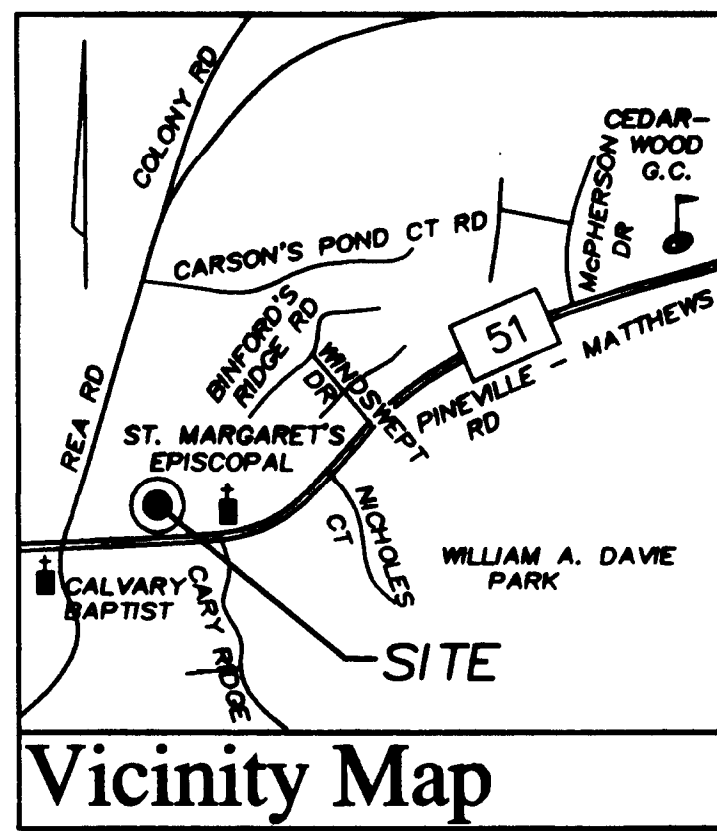 COLONY RD
CEDAR-
WOOD
G.C.
McPHERSON
DR
CARSON'S POND CT RD
BINFORD'S
RIDGE RD
WINDSWEPT
DR
51
PINEVILLE - MATTHEWS
RD
REA RD
ST. MARGARET'S
EPISCOPAL
NICHOLES
CT
WILLIAM A. DAVIE
PARK
CALVARY
BAPTIST
CARY RIDGE
SITE
Vicinity Map